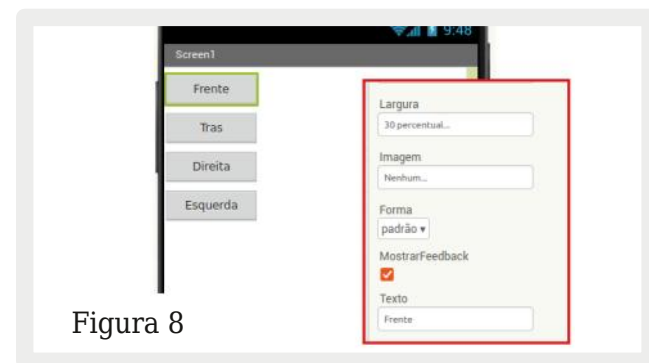 9:48
Screen1
Frente
Tras
Direita
Esquerda
Largura
30 percentual...
Imagem
Nenhum...
Forma
padrão
MostrarFeedback
Texto
Frente
Figura 8